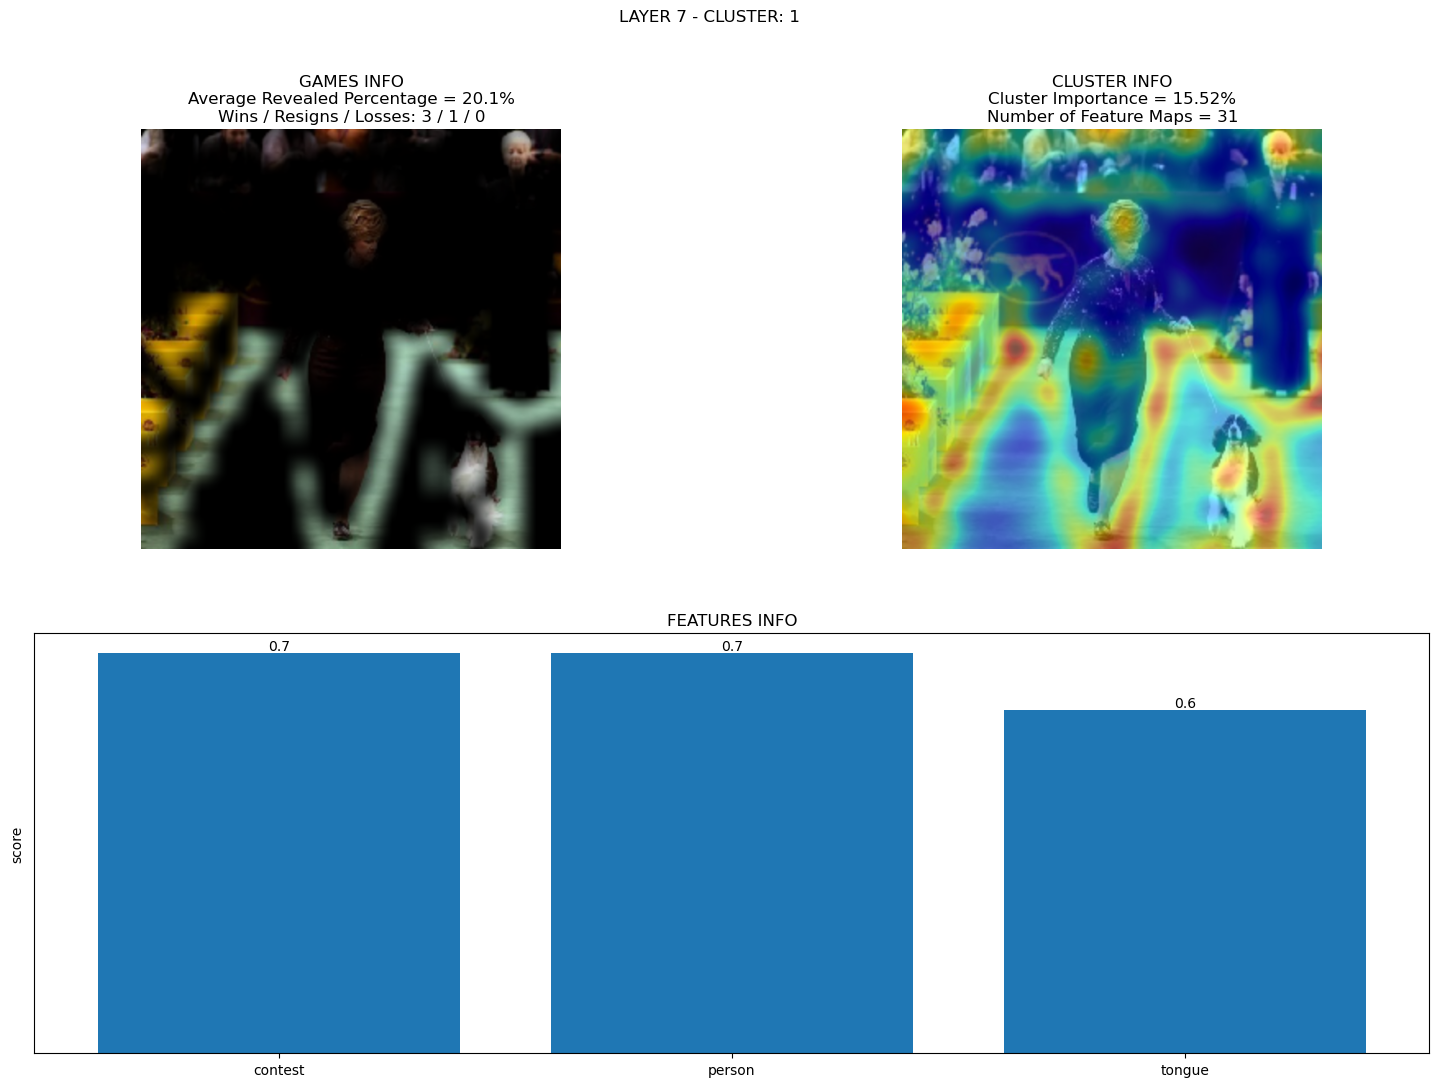 LAYER 7 - CLUSTER: 1
GAMES INFO
Average Revealed Percentage = 20.1%
Wins / Resigns / Losses: 3 / 1 / 0
CLUSTER INFO
Cluster Importance = 15.52%
Number of Feature Maps = 31
FEATURES INFO
0.7
0.7
0.6
score
contest
person
tongue